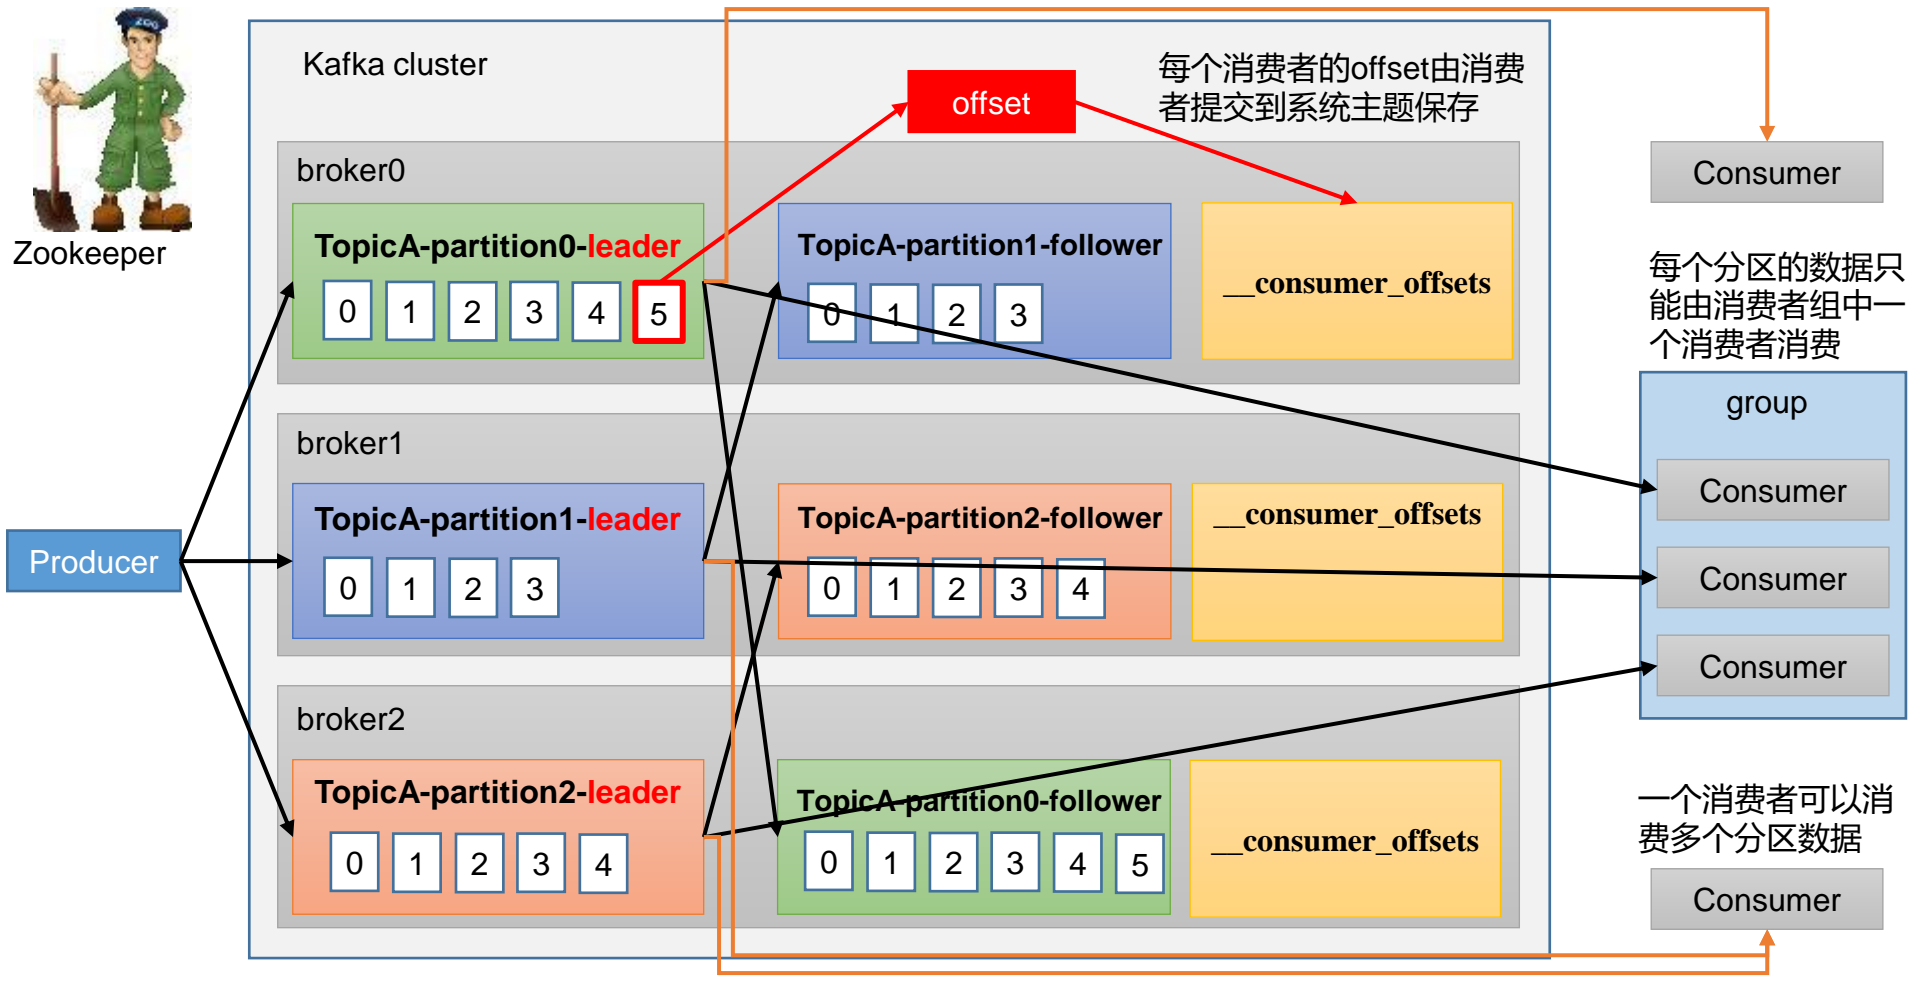 ZOO
Zookeeper
Kafka cluster
offset
每个消费者的offset由消费
者提交到系统主题保存
broker0
TopicA-partition0-leader
0 1 2 3 4 5
TopicA-partition1-follower
0 1 2 3
__consumer_offsets
Consumer
每个分区的数据只
能由消费者组中一
个消费者消费
broker1
TopicA-partition1-leader
0 1 2 3
TopicA-partition2-follower
0 1 2 3 4
__consumer_offsets
Producer
group
Consumer
Consumer
Consumer
broker2
TopicA-partition2-leader
0 1 2 3 4
TopicA-partition0-follower
0 1 2 3 4 5
__consumer_offsets
一个消费者可以消
费多个分区数据
Consumer